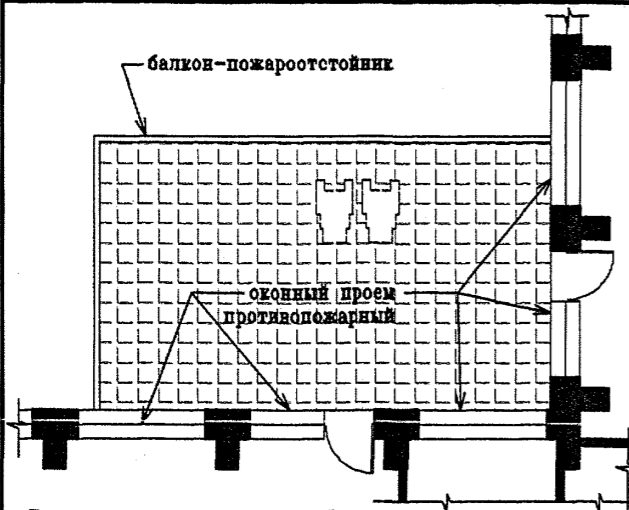 балкон-пожароотстойник
оконный проем
противопожарный